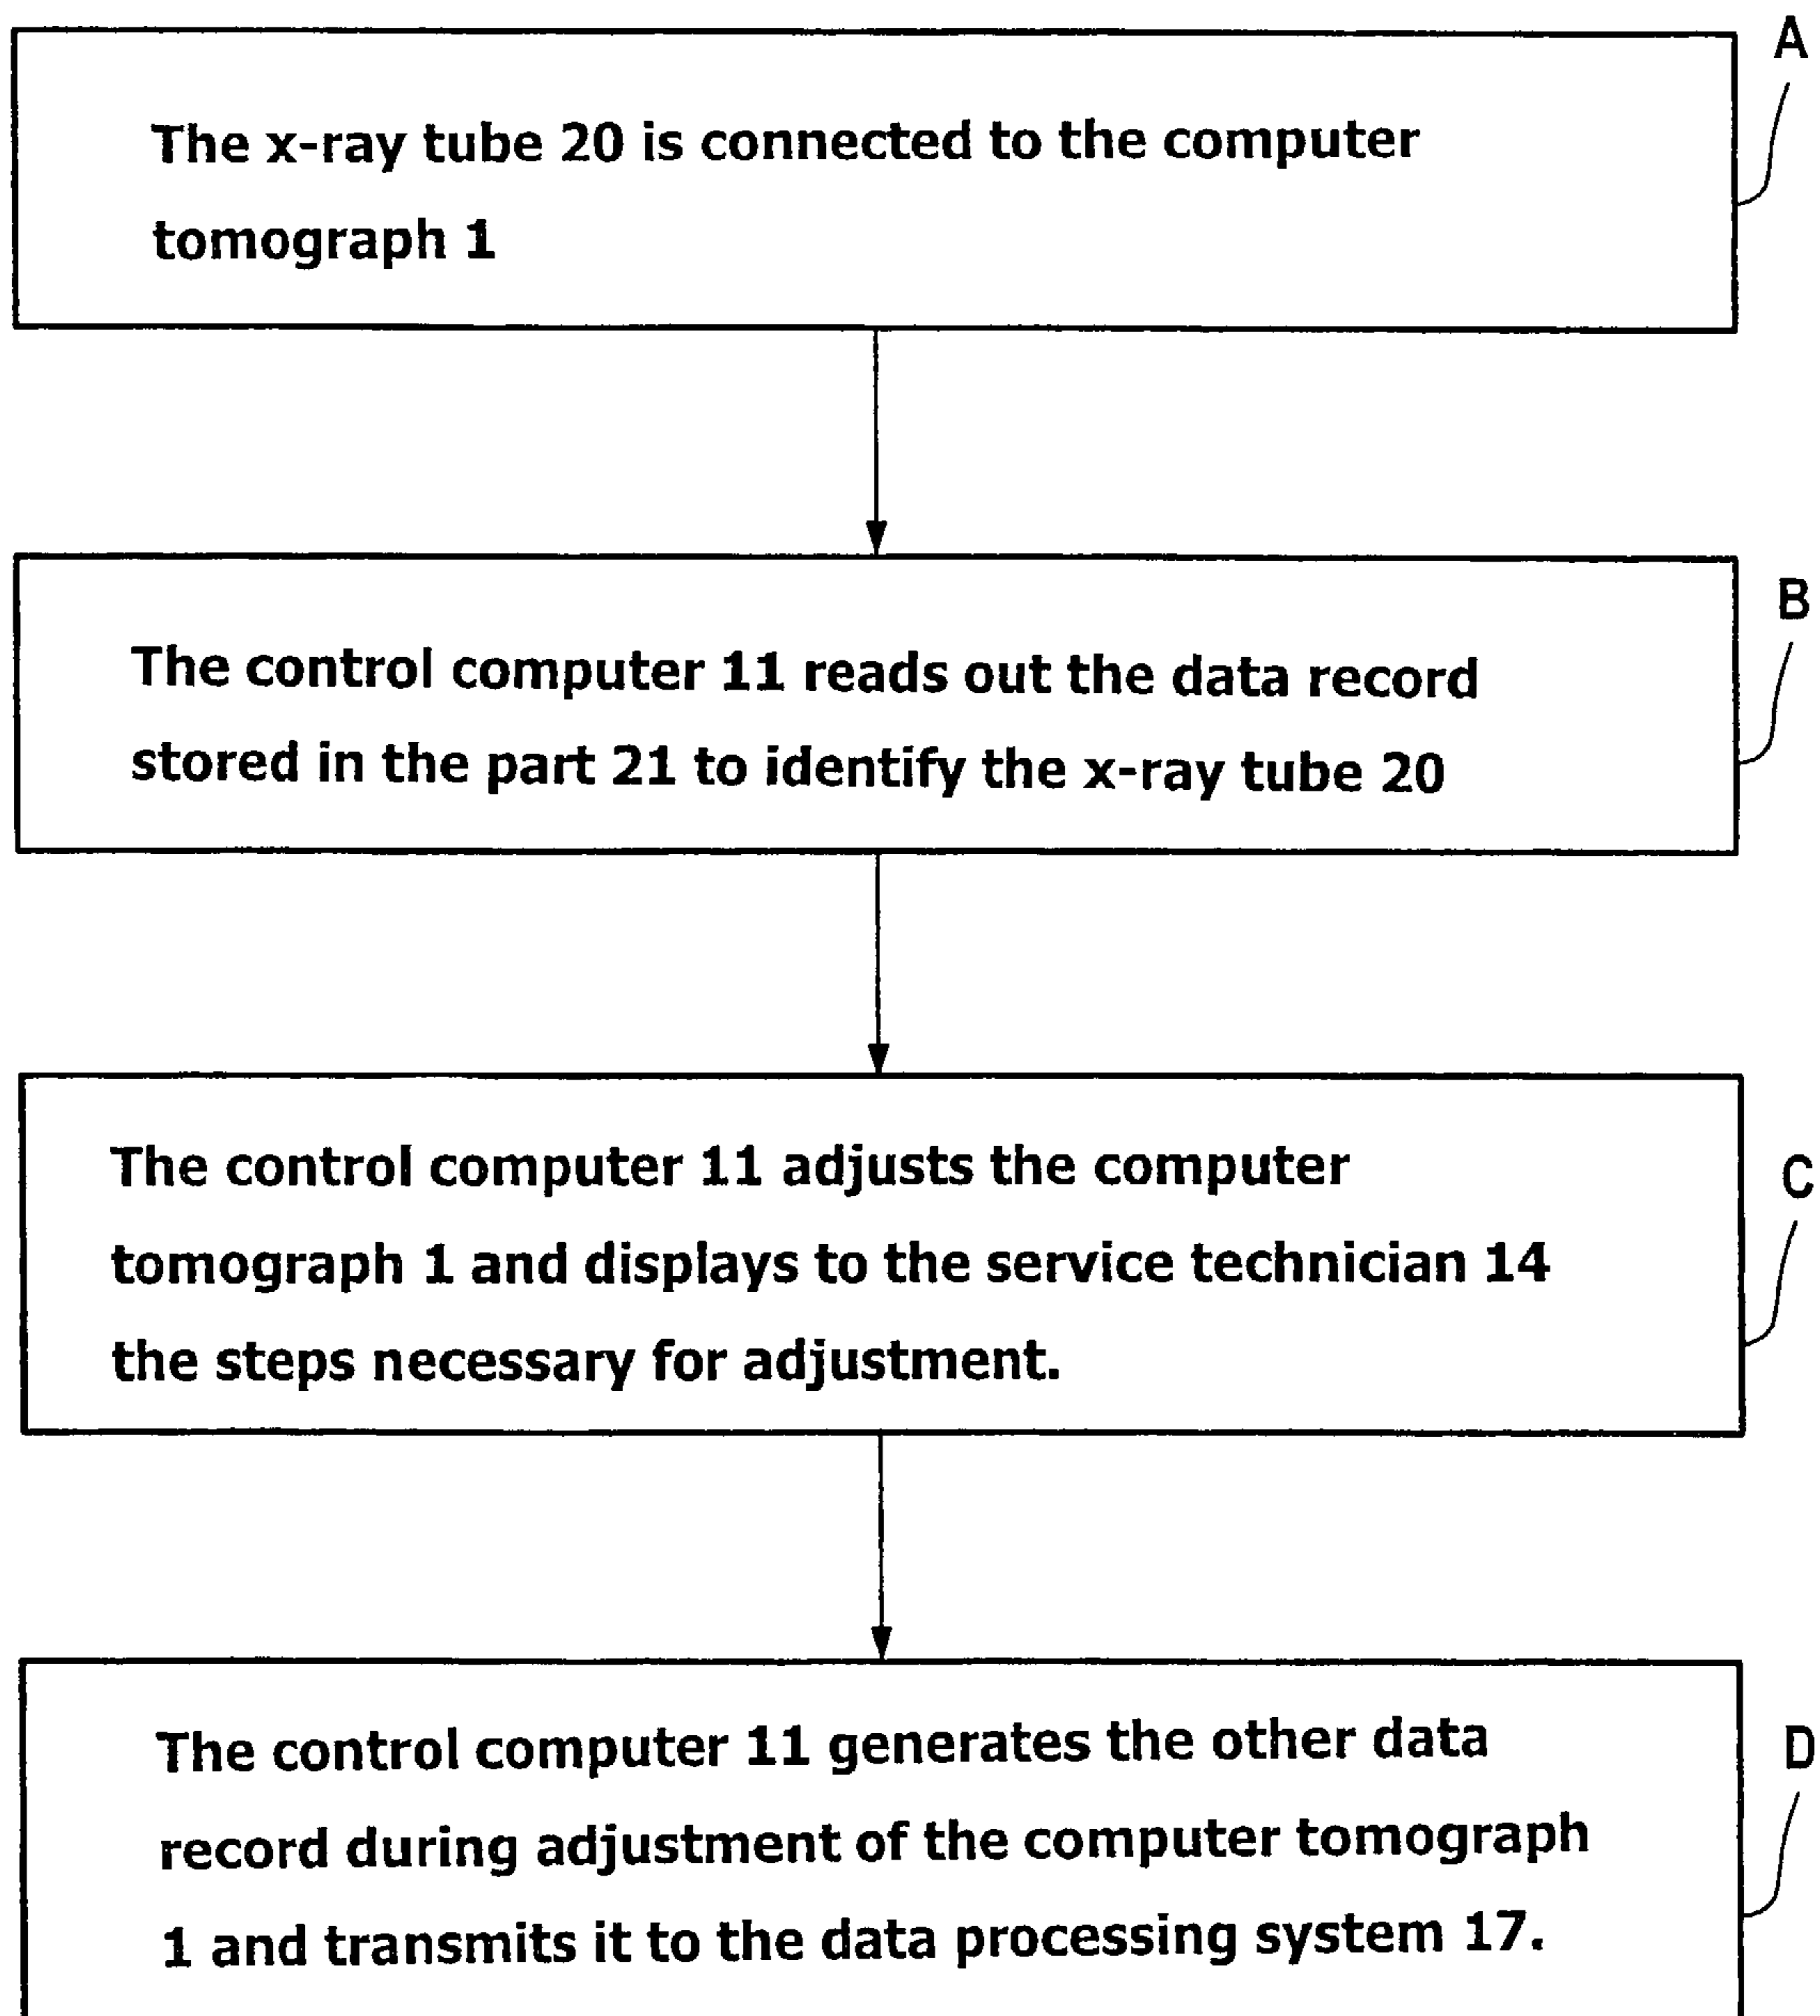 A
The x-ray tube 20 is connected to the computer
tomograph 1
B
The control computer 11 reads out the data record
stored in the part 21 to identify the x-ray tube 20
C
The control computer 11 adjusts the computer
tomograph 1 and displays to the service technician 14
the steps necessary for adjustment.
D
The control computer 11 generates the other data
record during adjustment of the computer tomograph
1 and transmits it to the data processing system 17.